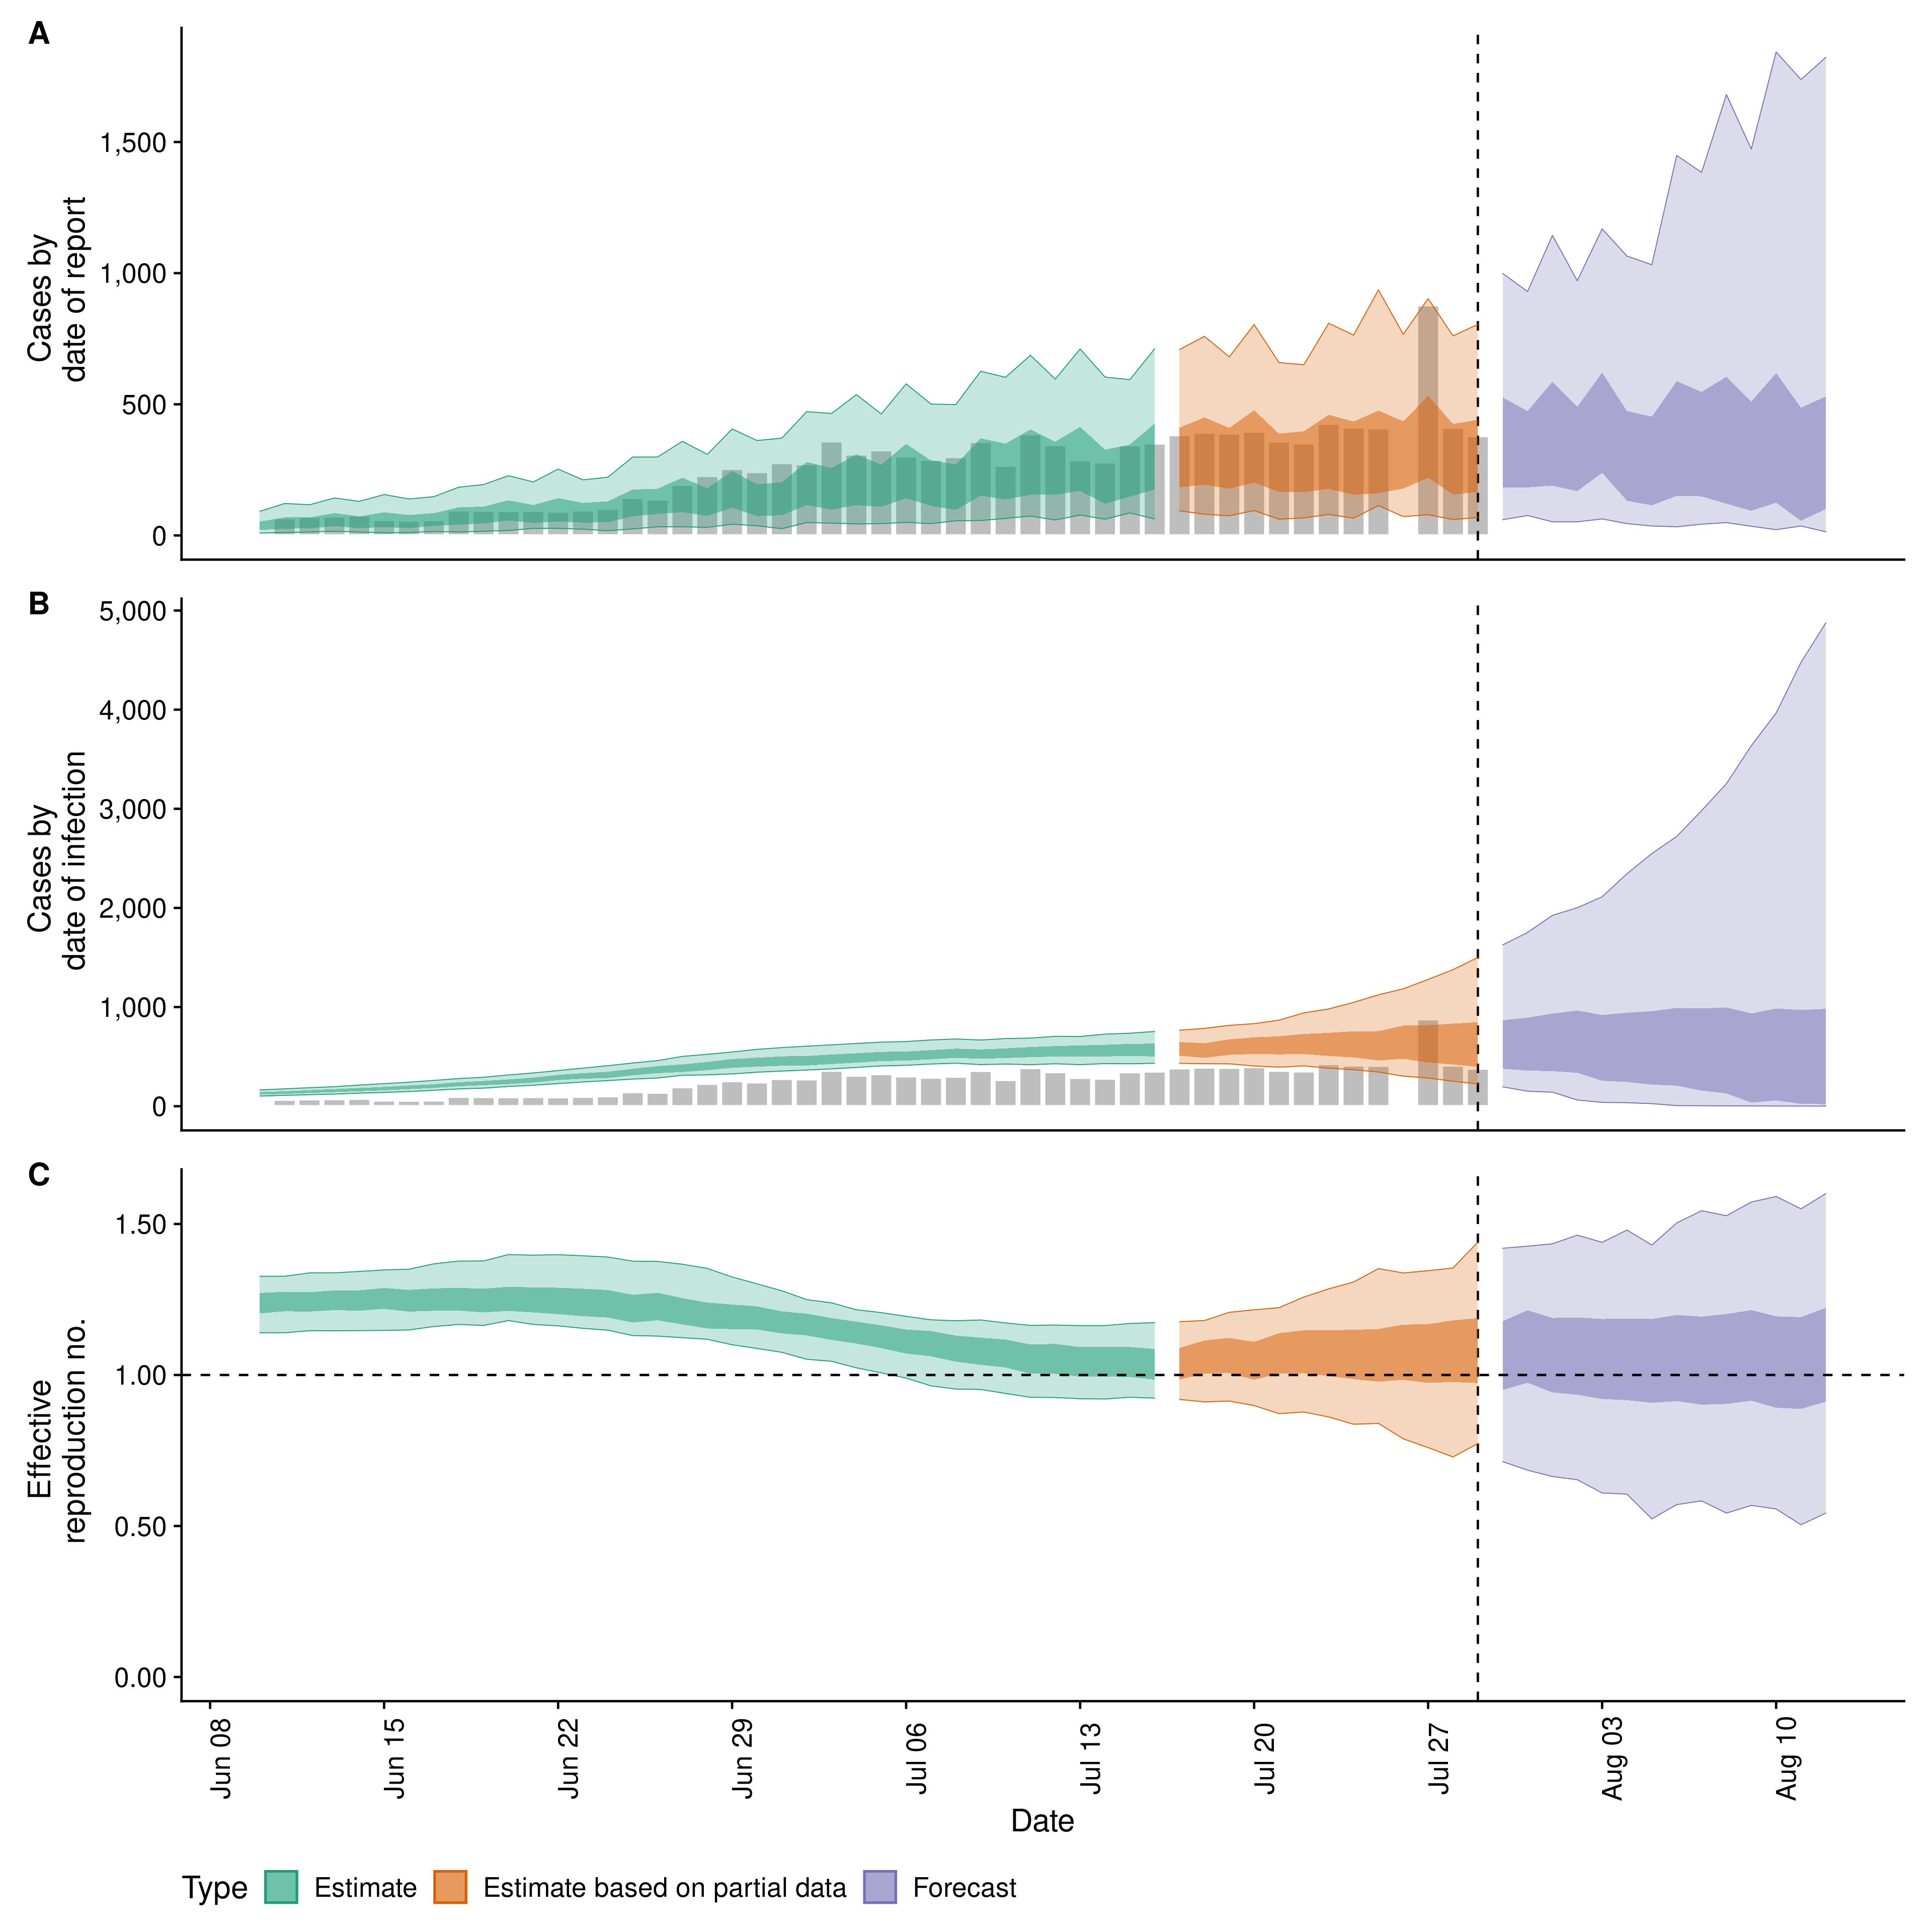 A
Cases by
date of report
1,500
1,000
500
0
B
Cases by
date of infection
5,000
4,000
3,000
2,000
1,000
0
C
Effective
reproduction no.
1.50
1.00
0.50
0.00
Jun 08
Jun 15
Jun 22
Jun 29
Jul 06
Jul 13
Jul 20
Jul 27
Aug 03
Aug 10
Date
Type
Estimate
Estimate based on partial data
Forecast